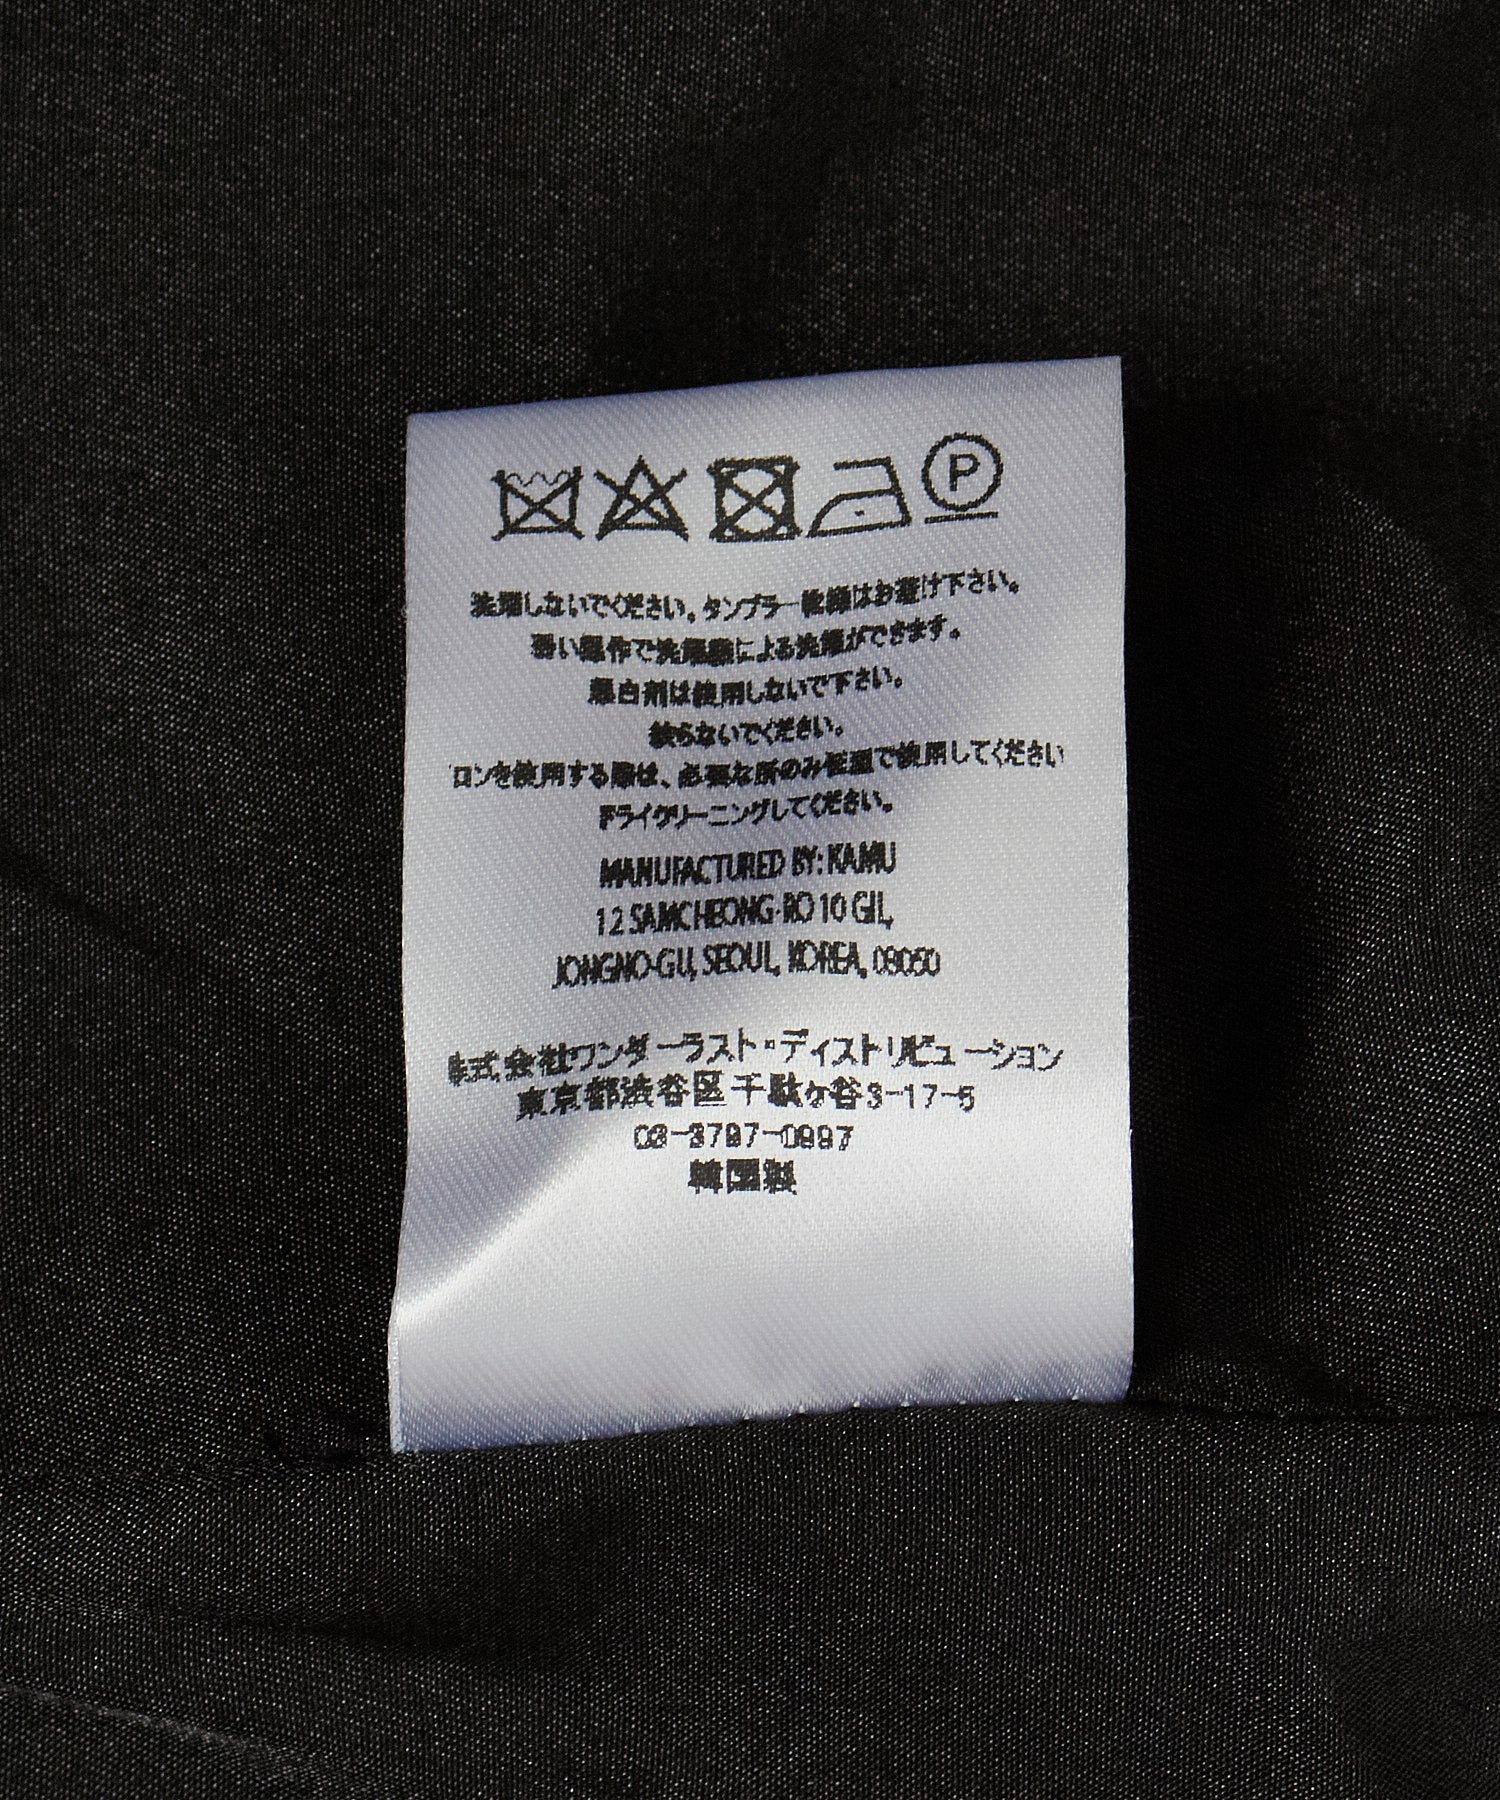 P
洗濯しないでください。タンブラー乾燥はお避け下さい。
弱い操作で洗濯機による洗濯ができます。
漂白剤は使用しないで下さい。
絞らないでください。
ロンを使用する際は、必要な所のみ低温で使用してください
ドライクリーニングしてください。
MANUFACTURED BY: KAMU
12 SAMCHEONG-RO 10 GIL,
JONGNO-GU, SEOUL, KOREA, 03050
株式会社ワンダーラスト・ディストリビューション
東京都渋谷区千駄ヶ谷3-17-5
03-3797-0997
韓国製